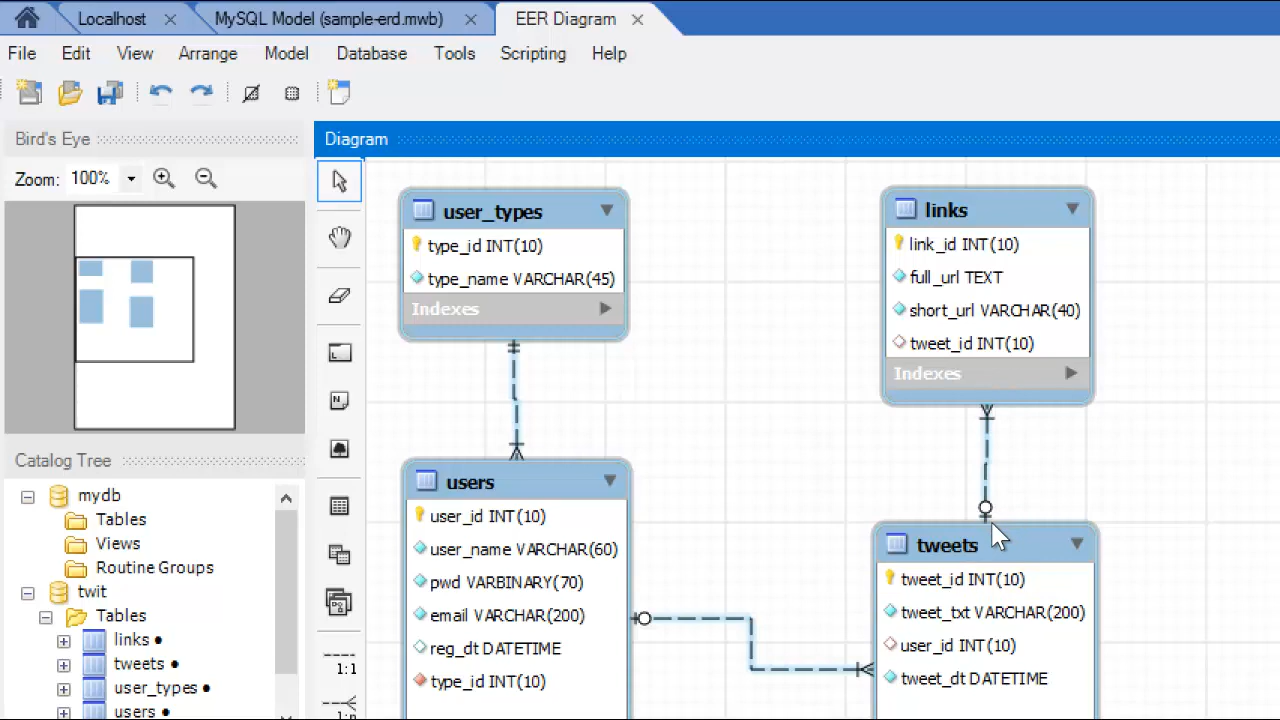 Localhost
MySQL Model (sample-erd.mwb)
EER Diagram
File Edit View Arrange Model Database Tools Scripting Help
Bird's Eye
Zoom: 100%
Diagram
user_types
type_id INT(10)
type_name VARCHAR(45)
Indexes
links
link_id INT(10)
full_url TEXT
short_url VARCHAR(40)
tweet_id INT(10)
Indexes
users
user_id INT(10)
user_name VARCHAR(60)
pwd VARBINARY(70)
email VARCHAR(200)
reg_dt DATETIME
type_id INT(10)
tweets
tweet_id INT(10)
tweet_txt VARCHAR(200)
user_id INT(10)
tweet_dt DATETIME
Catalog Tree
mydb
Tables
Views
Routine Groups
twit
Tables
links
tweets
user_types
users
N
1:1
1:n